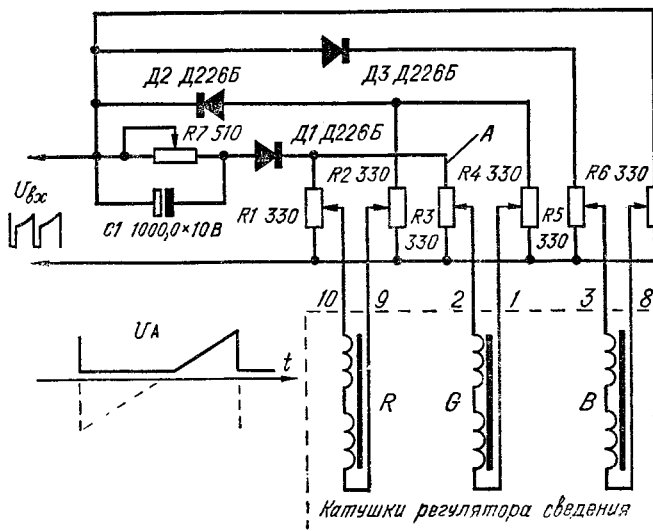 Д3 Д226Б
Д2 Д226Б
R7 510
Д1 Д226Б
A
Uвх
R1 330
R2 330
R3 330
R4 330
R5 330
R6 330
C1 1000,0×10В
10 9 2 1 3 8
UA
t
R G B
Катушки регулятора сведения